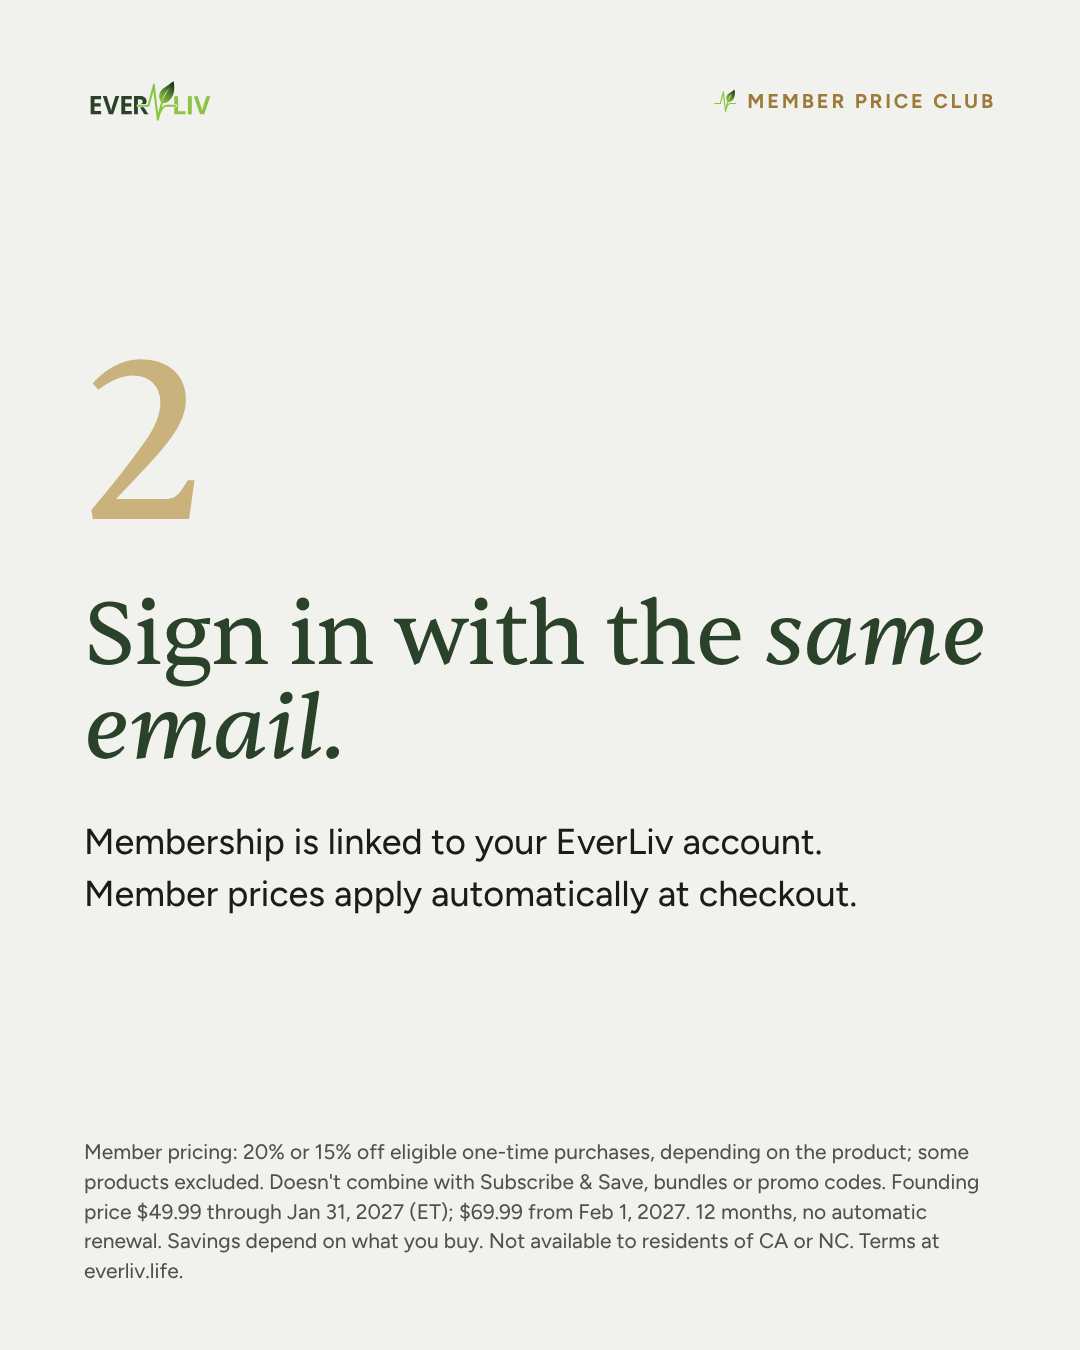 EVER LIV
MEMBER PRICE CLUB
2
Sign in with the same
email.
Membership is linked to your EverLiv account.
Member prices apply automatically at checkout.
Member pricing: 20% or 15% off eligible one-time purchases, depending on the product; some
products excluded. Doesn't combine with Subscribe & Save, bundles or promo codes. Founding
price $49.99 through Jan 31, 2027 (ET); $69.99 from Feb 1, 2027. 12 months, no automatic
renewal. Savings depend on what you buy. Not available to residents of CA or NC. Terms at
everliv.life.